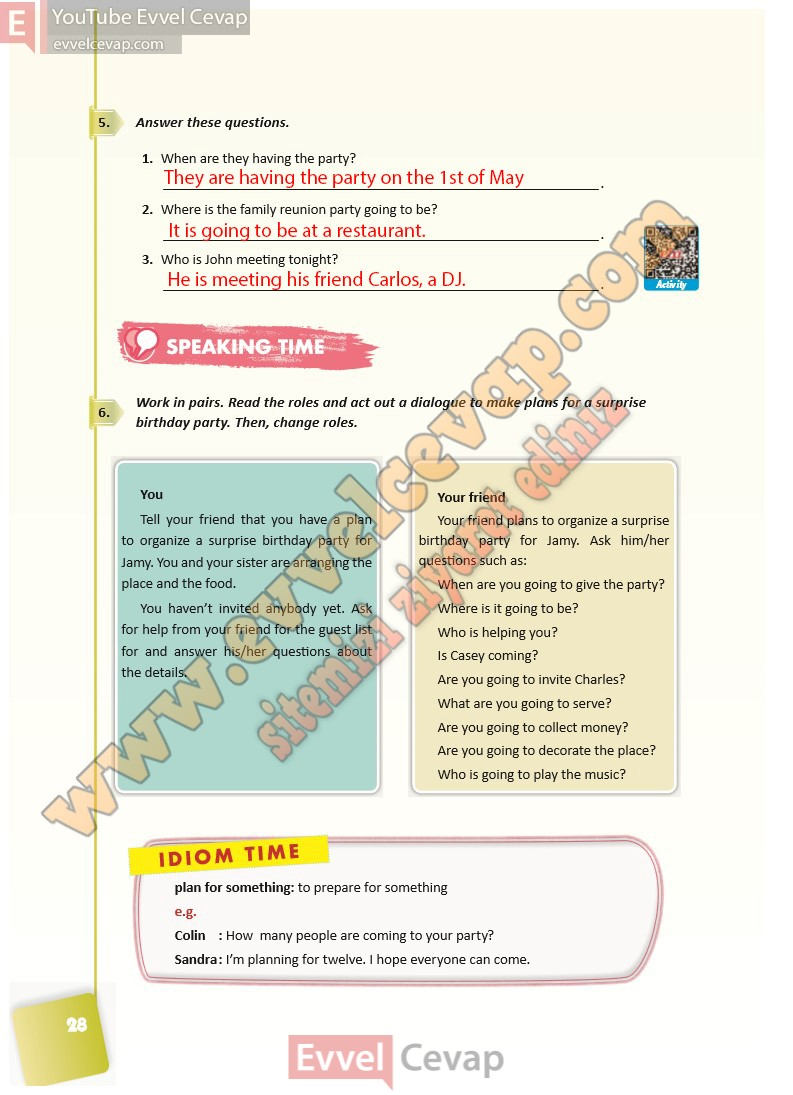 E
YouTube Evvel Cevap
evvelcevap.com
5. Answer these questions.
1. When are they having the party?
They are having the party on the 1st of May .
2. Where is the family reunion party going to be?
It is going to be at a restaurant. .
3. Who is John meeting tonight?
He is meeting his friend Carlos, a DJ. .
Activity
SPEAKING TIME
6. Work in pairs. Read the roles and act out a dialogue to make plans for a surprise
birthday party. Then, change roles.
You
Tell your friend that you have a plan
to organize a surprise birthday party for
Jamy. You and your sister are arranging the
place and the food.
You haven't invited anybody yet. Ask
for help from your friend for the guest list
for and answer his/her questions about
the details.
Your friend
Your friend plans to organize a surprise
birthday party for Jamy. Ask him/her
questions such as:
When are you going to give the party?
Where is it going to be?
Who is helping you?
Is Casey coming?
Are you going to invite Charles?
What are you going to serve?
Are you going to collect money?
Are you going to decorate the place?
Who is going to play the music?
www.evvelcevap.com
sitemizi ziyaret ediniz
IDIOM TIME
plan for something: to prepare for something
e.g.
Colin : How many people are coming to your party?
Sandra : I'm planning for twelve. I hope everyone can come.
28
Evvel Cevap